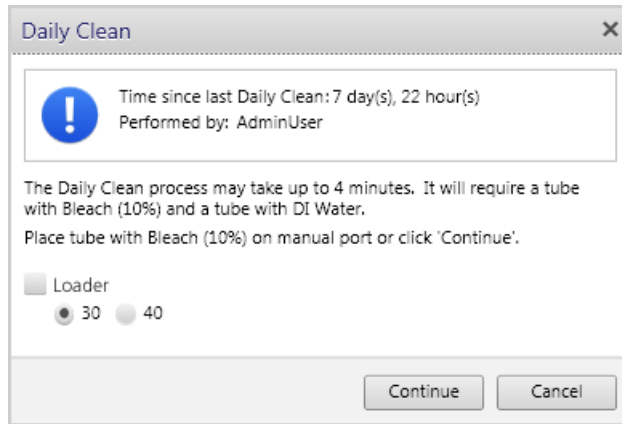 Daily Clean
Time since last Daily Clean: 7 day(s), 22 hour(s)
Performed by: AdminUser
The Daily Clean process may take up to 4 minutes. It will require a tube
with Bleach (10%) and a tube with DI Water.
Place tube with Bleach (10%) on manual port or click 'Continue'.
Loader
30 40
Continue Cancel